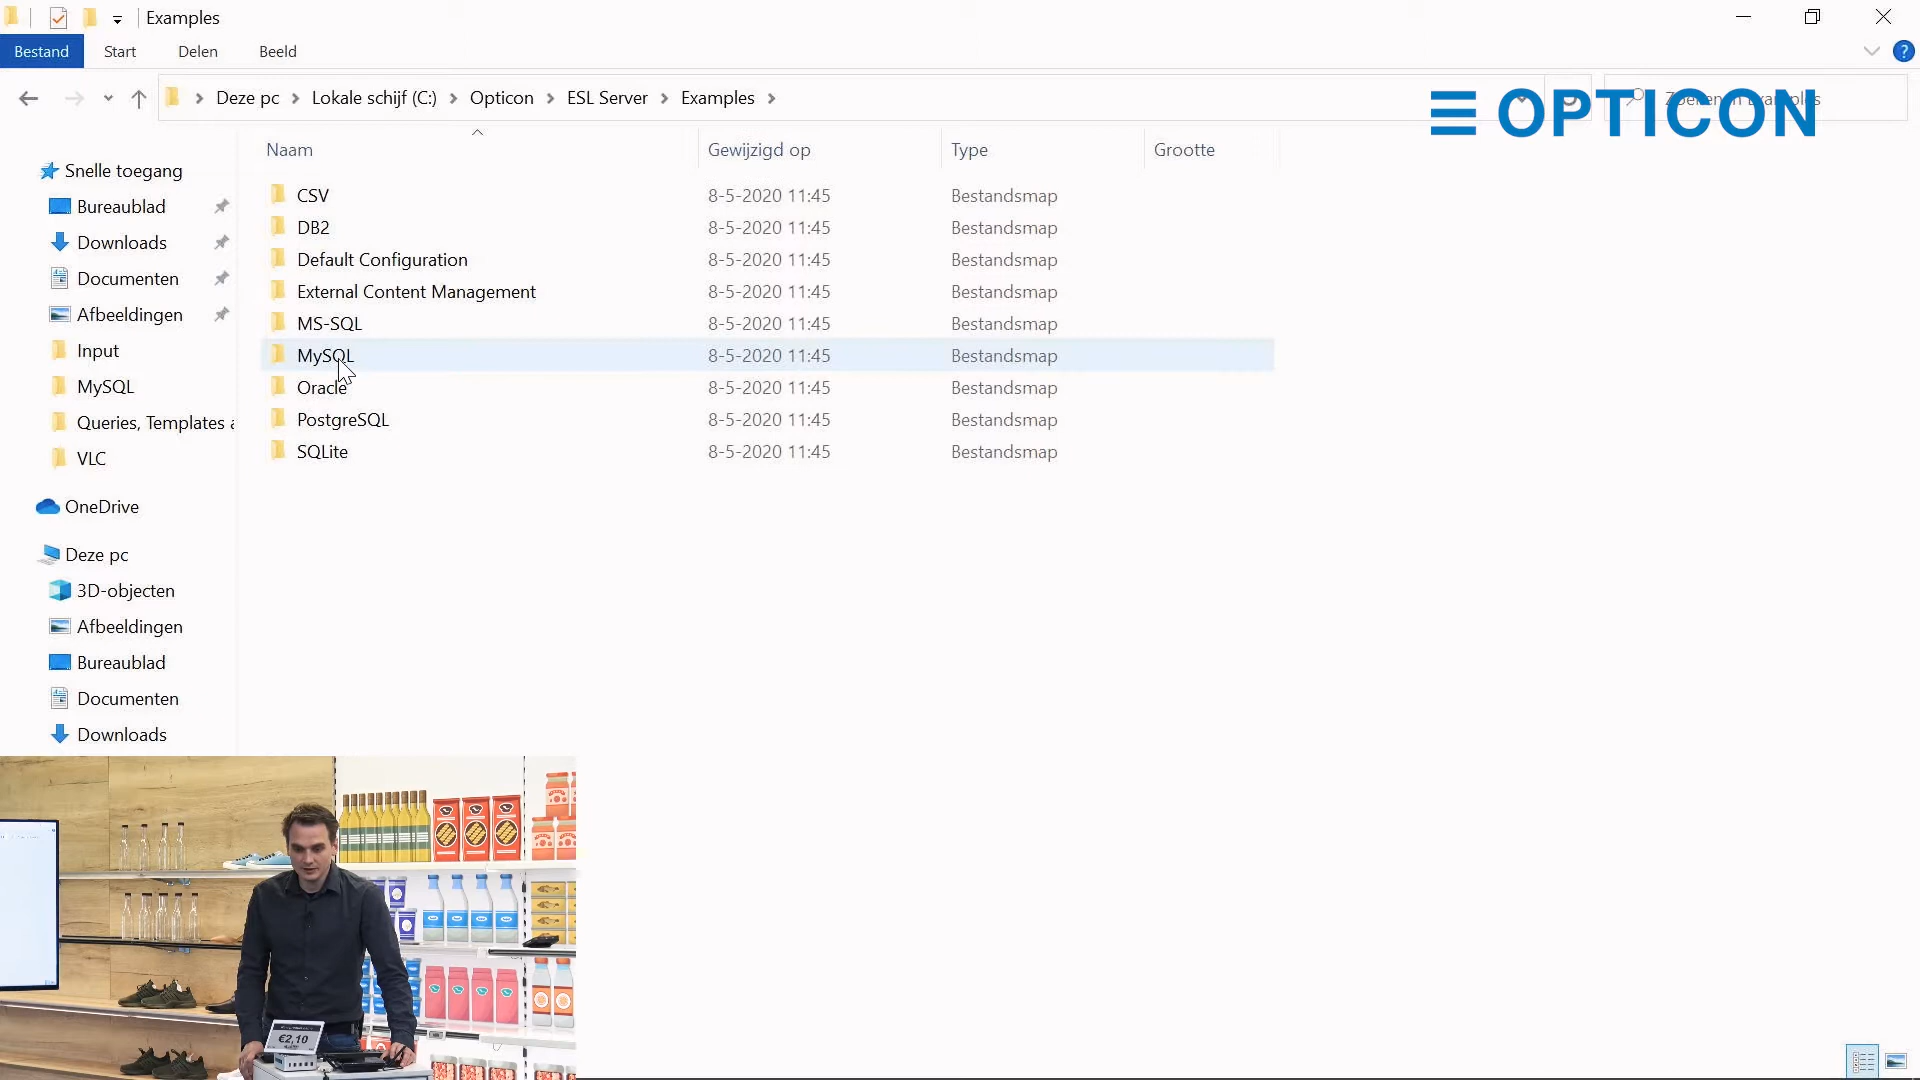 Examples
Bestand Start Delen Beeld
Deze pc Lokale schijf (C:) Opticon ESL Server Examples
OPTICON
Naam Gewijzigd op Type Grootte
CSV 8-5-2020 11:45 Bestandsmap
DB2 8-5-2020 11:45 Bestandsmap
Default Configuration 8-5-2020 11:45 Bestandsmap
External Content Management 8-5-2020 11:45 Bestandsmap
MS-SQL 8-5-2020 11:45 Bestandsmap
MySQL 8-5-2020 11:45 Bestandsmap
Oracle 8-5-2020 11:45 Bestandsmap
PostgreSQL 8-5-2020 11:45 Bestandsmap
SQLite 8-5-2020 11:45 Bestandsmap
Snelle toegang
Bureaublad
Downloads
Documenten
Afbeeldingen
Input
MySQL
Queries, Templates a
VLC
OneDrive
Deze pc
3D-objecten
Afbeeldingen
Bureaublad
Documenten
Downloads
€2,10